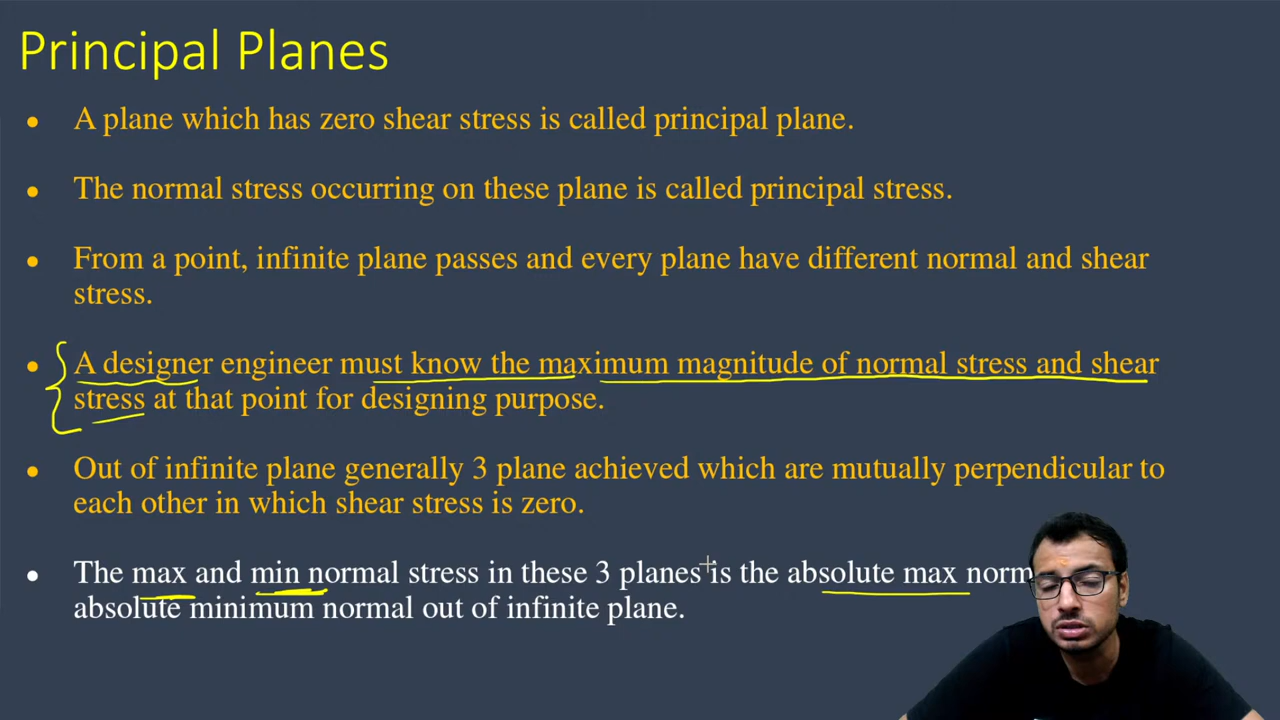 Principal Planes
• A plane which has zero shear stress is called principal plane.
• The normal stress occurring on these plane is called principal stress.
• From a point, infinite plane passes and every plane have different normal and shear
stress.
• A designer engineer must know the maximum magnitude of normal stress and shear
stress at that point for designing purpose.
• Out of infinite plane generally 3 plane achieved which are mutually perpendicular to
each other in which shear stress is zero.
• The max and min normal stress in these 3 planes is the absolute max
absolute minimum normal out of infinite plane.